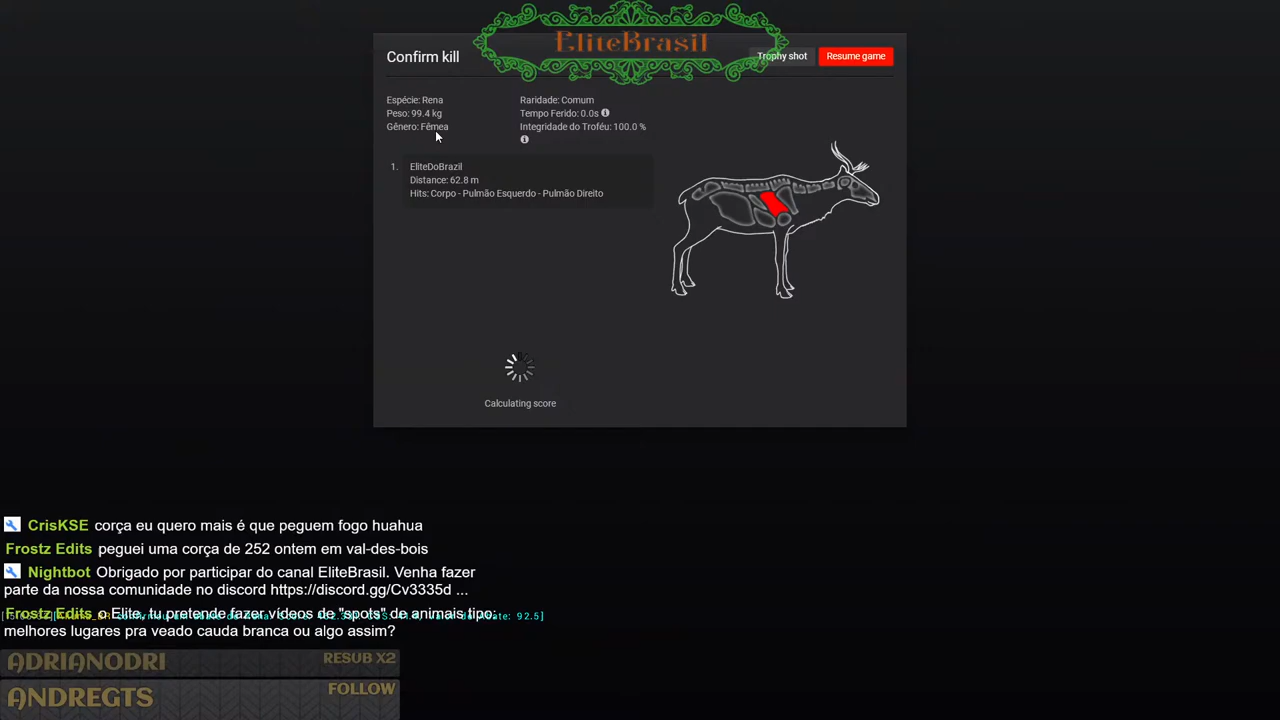 EliteBrasil
Confirm kill
Trophy shot
Resume game
Espécie: Rena
Peso: 99.4 kg
Gênero: Fêmea
Raridade: Comum
Tempo Ferido: 0.0s
Integridade do Troféu: 100.0 %
1.
EliteDoBrazil
Distance: 62.8 m
Hits: Corpo - Pulmão Esquerdo - Pulmão Direito
Calculating score
CrisKSE corça eu quero mais é que peguem fogo huahua
Frostz Edits peguei uma corça de 252 ontem em val-des-bois
Nightbot Obrigado por participar do canal EliteBrasil. Venha fazer
parte da nossa comunidade no discord https://discord.gg/Cv3335d ...
Frostz Edits o Elite, tu pretende fazer vídeos de "spots" de animais tipo:
92.5]
melhores lugares pra veado cauda branca ou algo assim?
ADRIANODRI RESUB X2
ANDREGTS FOLLOW